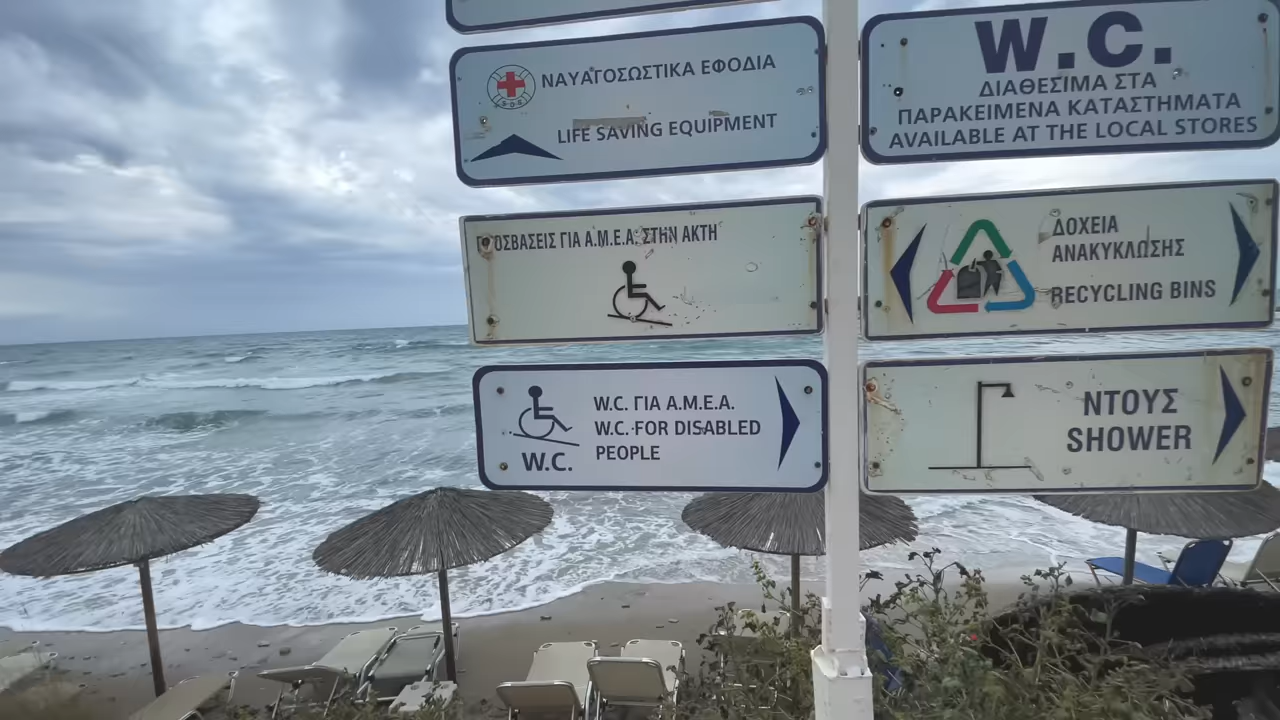 ΝΑΥΑΓΟΣΩΣΤΙΚΑ ΕΦΟΔΙΑ
LIFE SAVING EQUIPMENT
ΓΙΑ Α.Μ.Ε.Α. ΣΤΗΝ ΑΚΤΗ
W.C. ΓΙΑ Α.Μ.Ε.Α.
W.C. FOR DISABLED
PEOPLE
W.C.
W.C.
ΔΙΑΘΕΣΙΜΑ ΣΤΑ
ΠΑΡΑΚΕΙΜΕΝΑ ΚΑΤΑΣΤΗΜΑΤΑ
AVAILABLE AT THE LOCAL STORES
ΔΟΧΕΙΑ
ΑΝΑΚΥΚΛΩΣΗΣ
RECYCLING BINS
ΝΤΟΥΣ
SHOWER